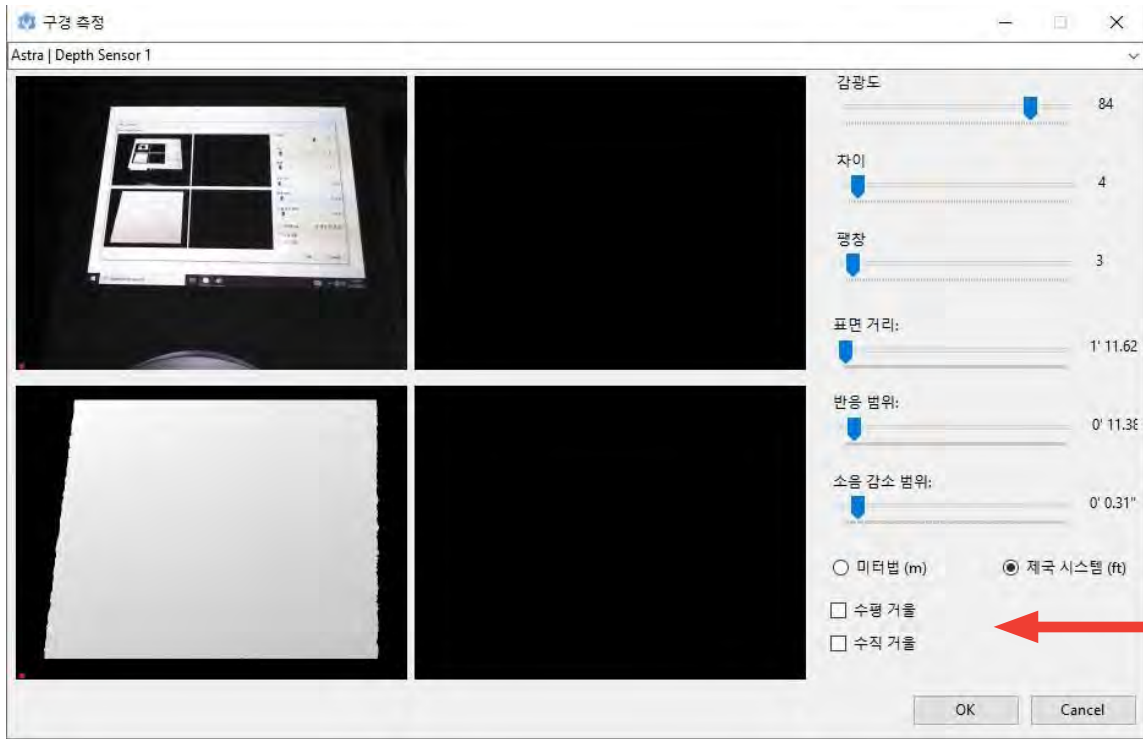 구경 측정
Astra | Depth Sensor 1
감광도
84
차이
4
팽창
3
표면 거리:
1' 11.62
반응 범위:
0' 11.38
소음 감소 범위:
0' 0.31"
미터법 (m)
제국 시스템 (ft)
수평 거울
수직 거울
OK
Cancel